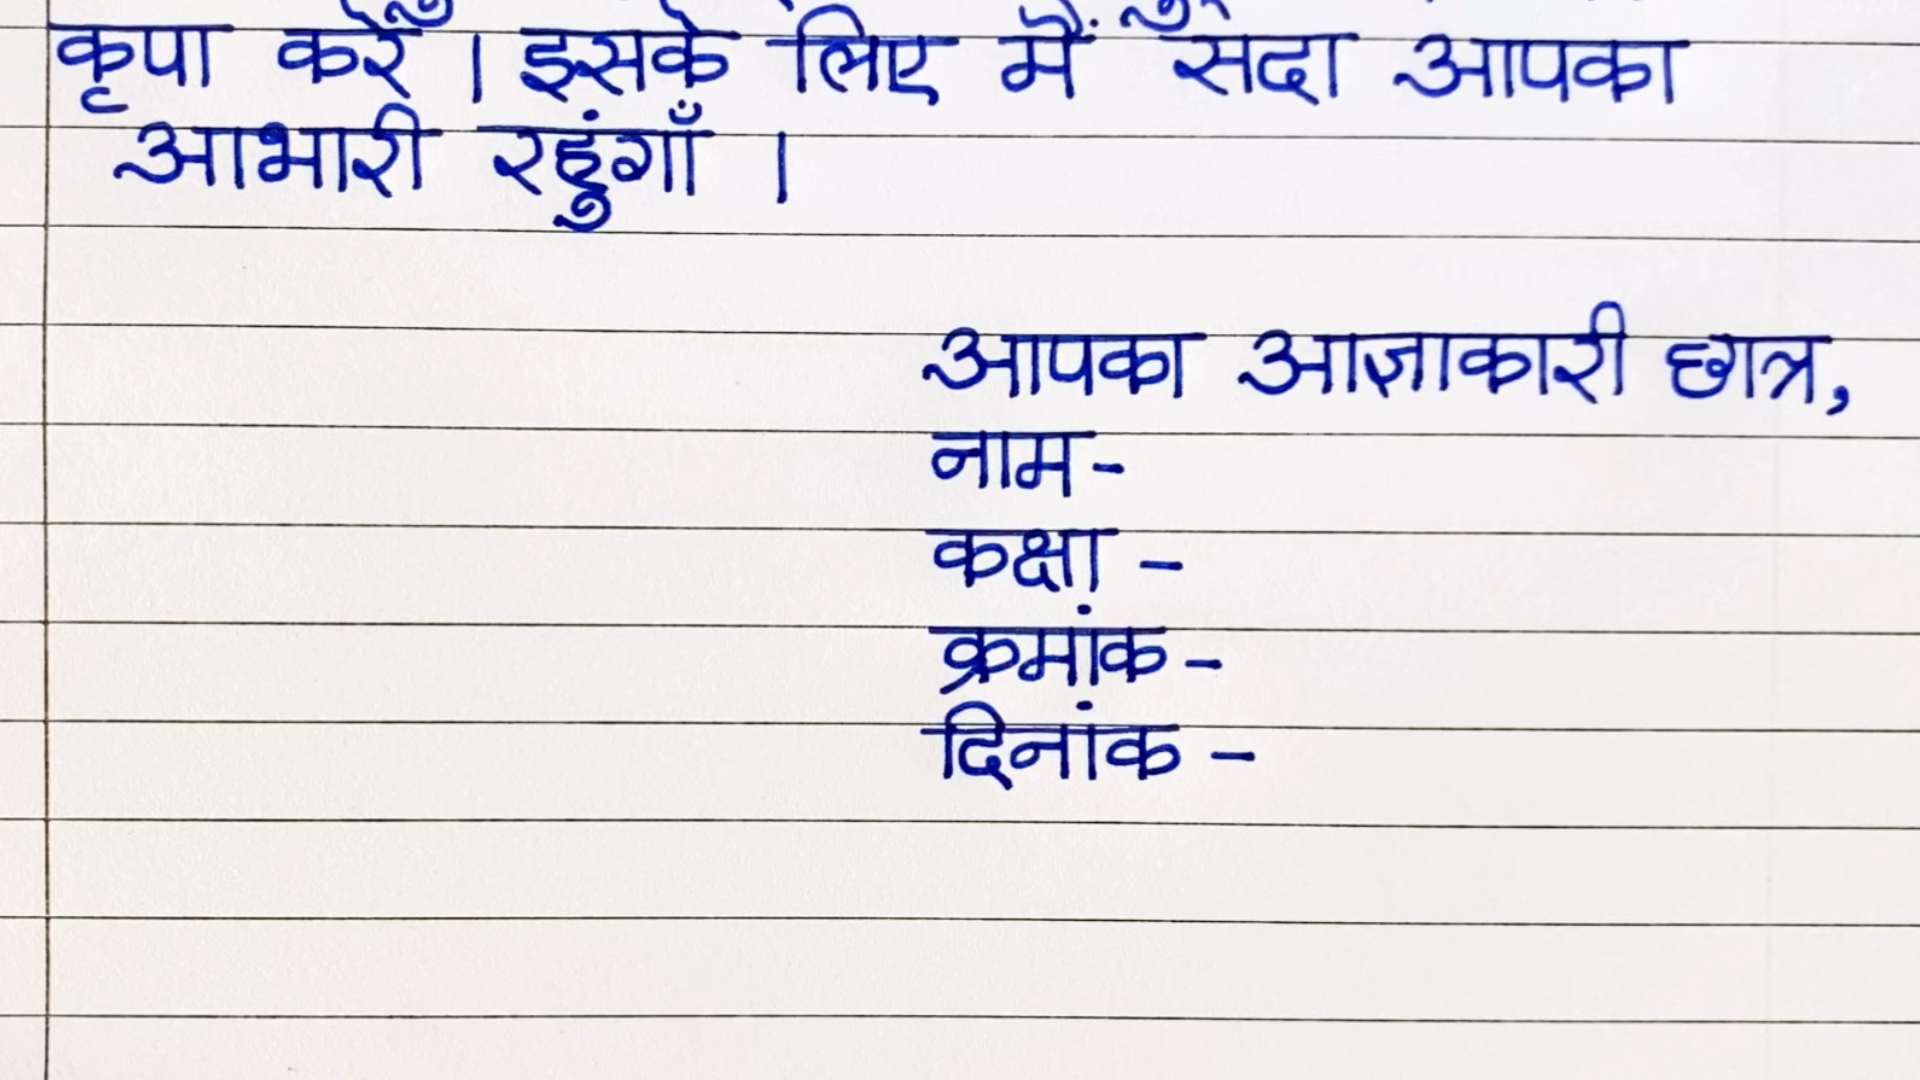 कृपा करें । इसके लिए मैं सदा आपका
आभारी रहुंगाँ ।
आपका आज्ञाकारी छात्र,
नाम-
कक्षा -
क्रमांक -
दिनांक -